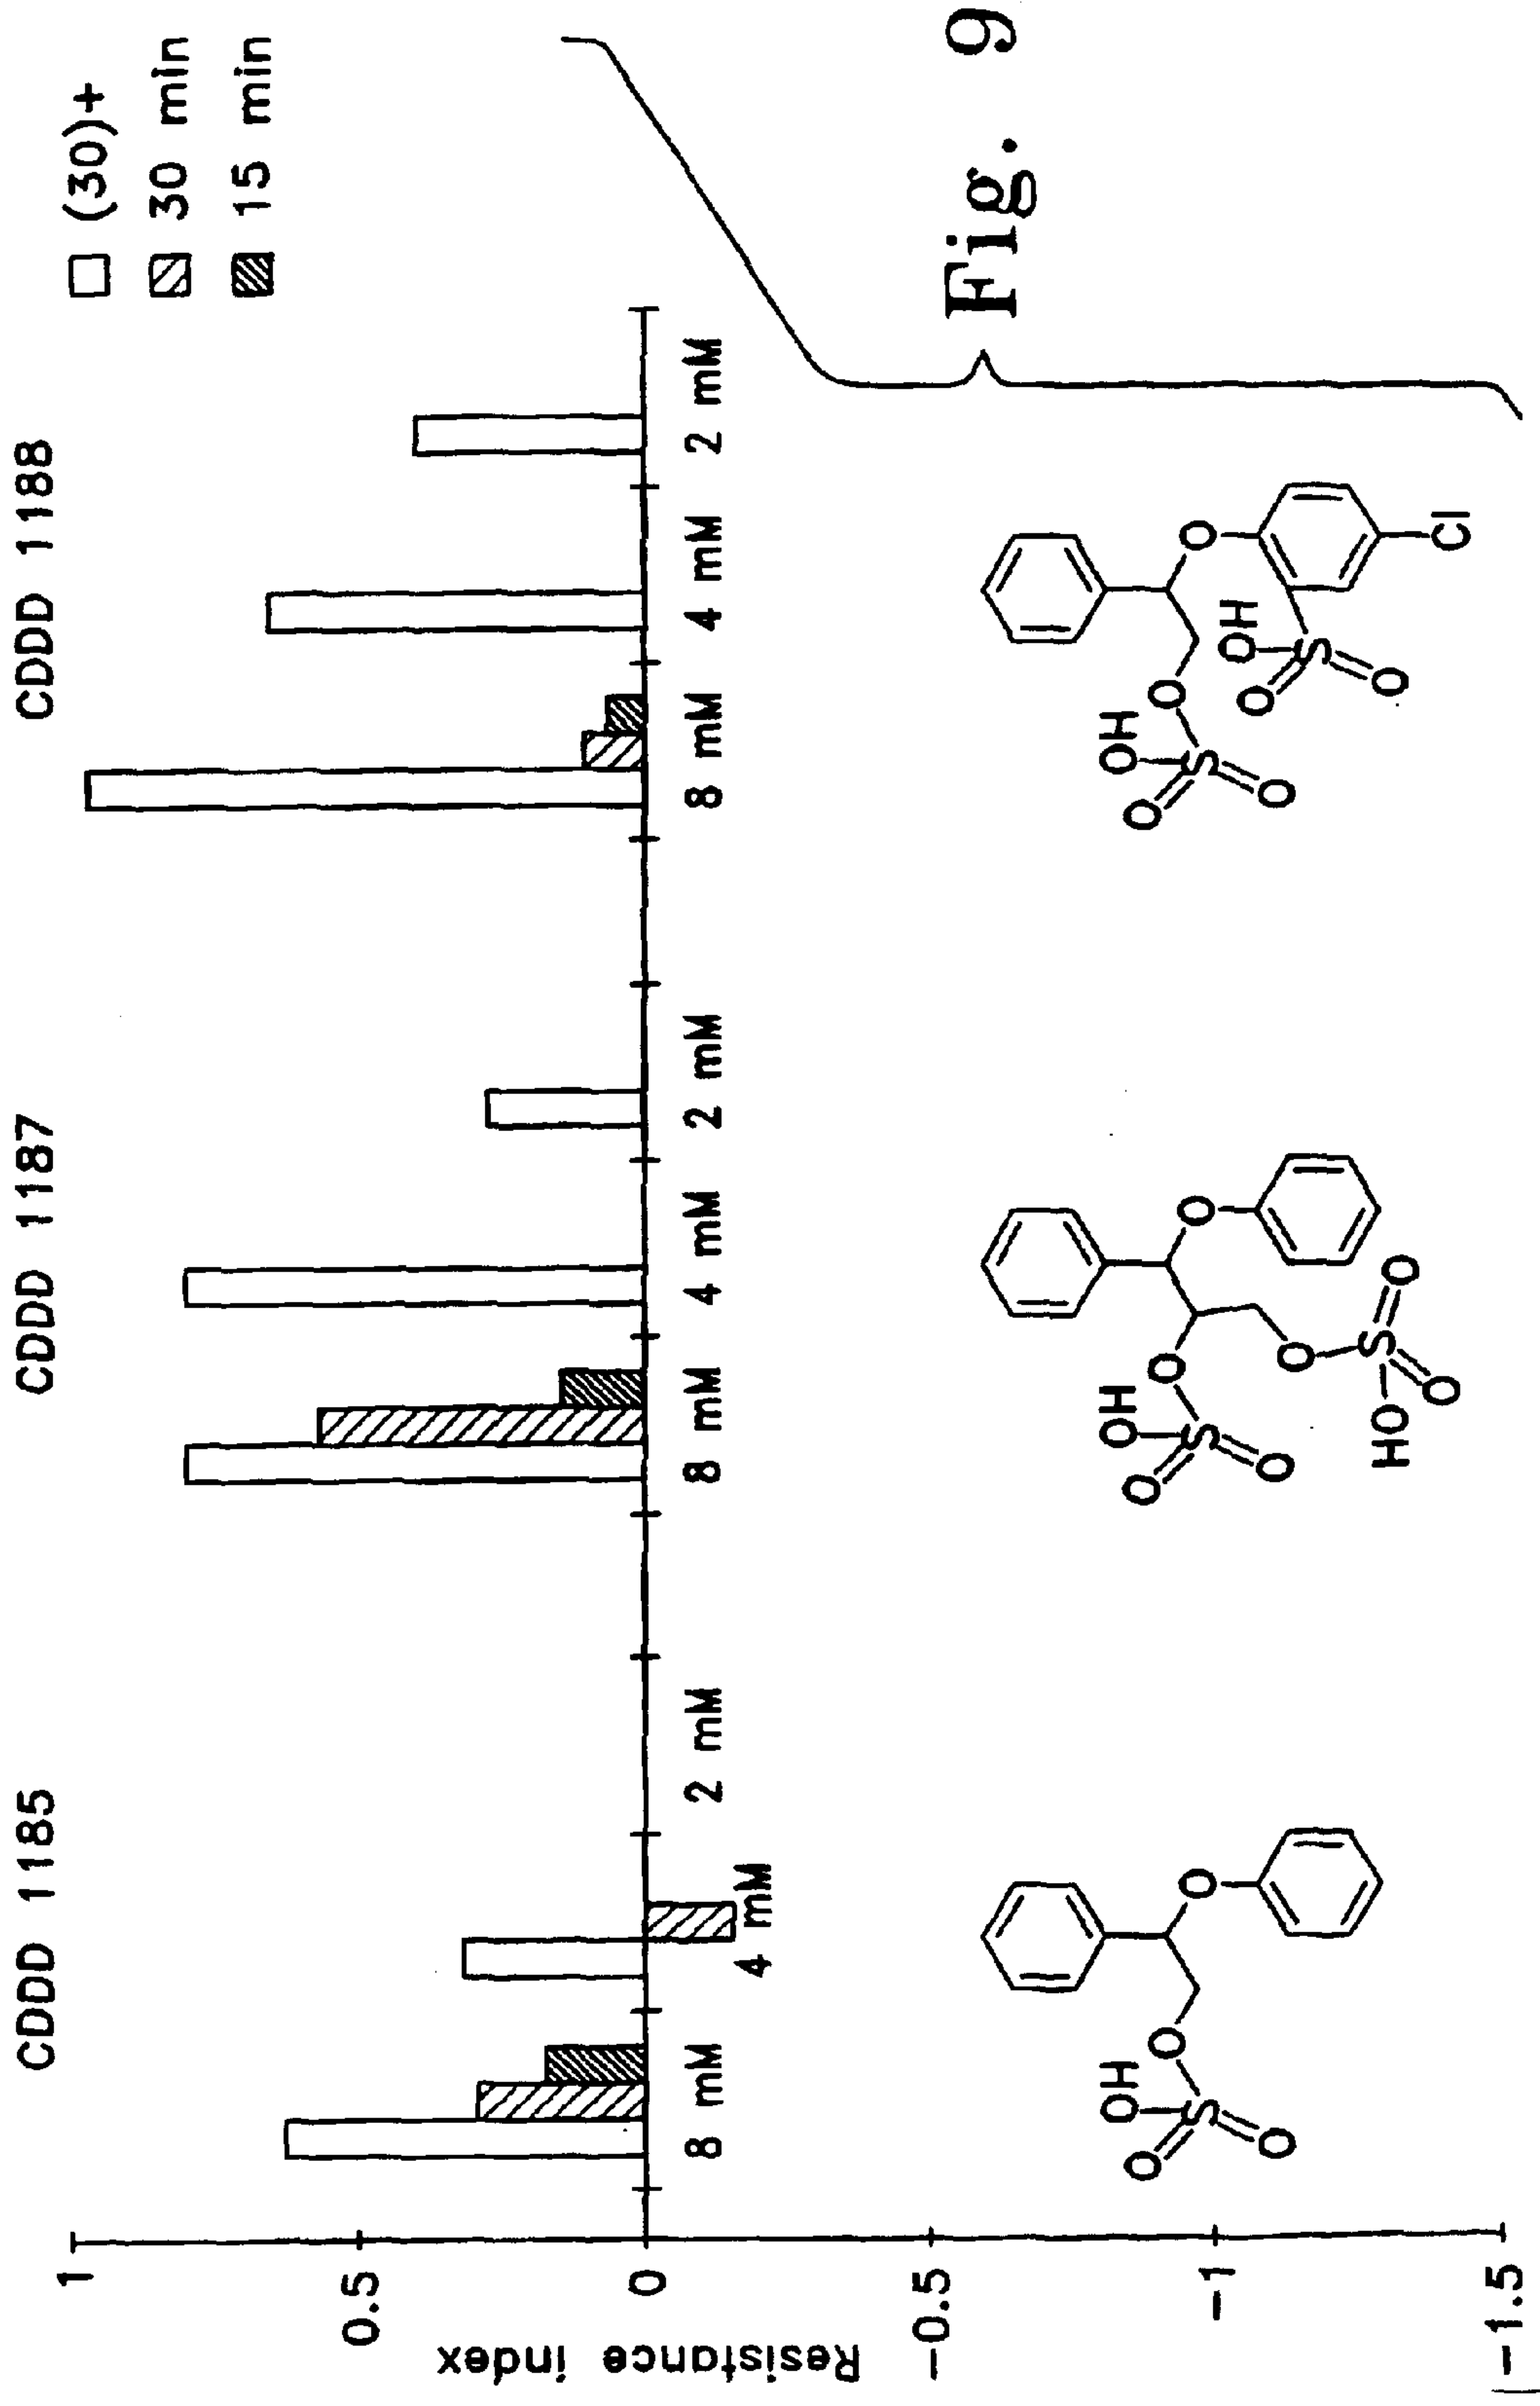 CDDD 1185
CDDD 1187
CDDD 1188
(30)+
30 min
15 min
Resistance index
1
0.5
0
-0.5
-1
-1.5
8 mM
4 mM
2 mM
8 mM
4 mM
2 mM
8 mM
4 mM
2 mM
OH
O
S
O
O
O
OH
O
S
O
O
O
O
S
O
O
HO
OH
O
S
O
O
O
OH
O
S
O
Cl
Fig. 9